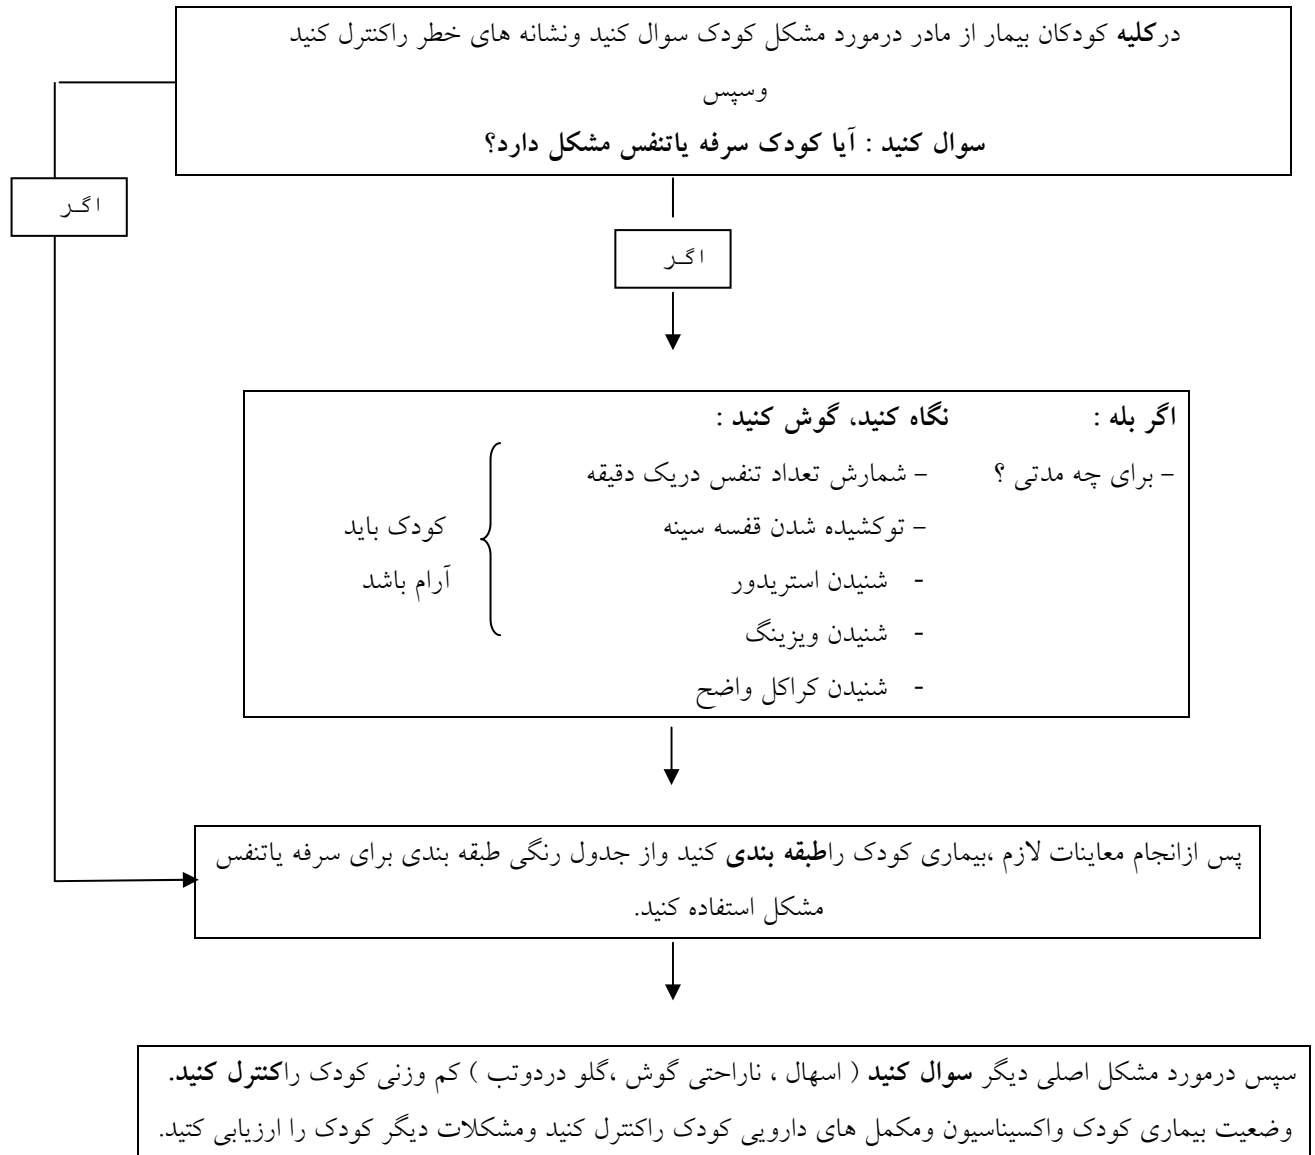 درکلیه کودکان بیمار از مادر درمورد مشکل کودک سوال کنید ونشانه های خطر راکنترل کنید
وسپس
سوال کنید : آیا کودک سرفه یاتنفس مشکل دارد؟
اگر
اگر
اگر بله : نگاه کنید، گوش کنید :
– برای چه مدتی ؟ – شمارش تعداد تنفس دریک دقیقه
– توکشیده شدن قفسه سینه کودک باید
- شنیدن استریدور آرام باشد
- شنیدن ویزینگ
- شنیدن کراکل واضح
پس ازانجام معاینات لازم ،بیماری کودک راطبقه بندی کنید واز جدول رنگی طبقه بندی برای سرفه یاتنفس
مشکل استفاده کنید.
سپس درمورد مشکل اصلی دیگر سوال کنید ( اسهال ، ناراحتی گوش ،گلو دردوتب ) کم وزنی کودک راکنترل کنید.
وضعیت بیماری کودک واکسیناسیون ومکمل های دارویی کودک راکنترل کنید ومشکلات دیگر کودک را ارزیابی کتید.